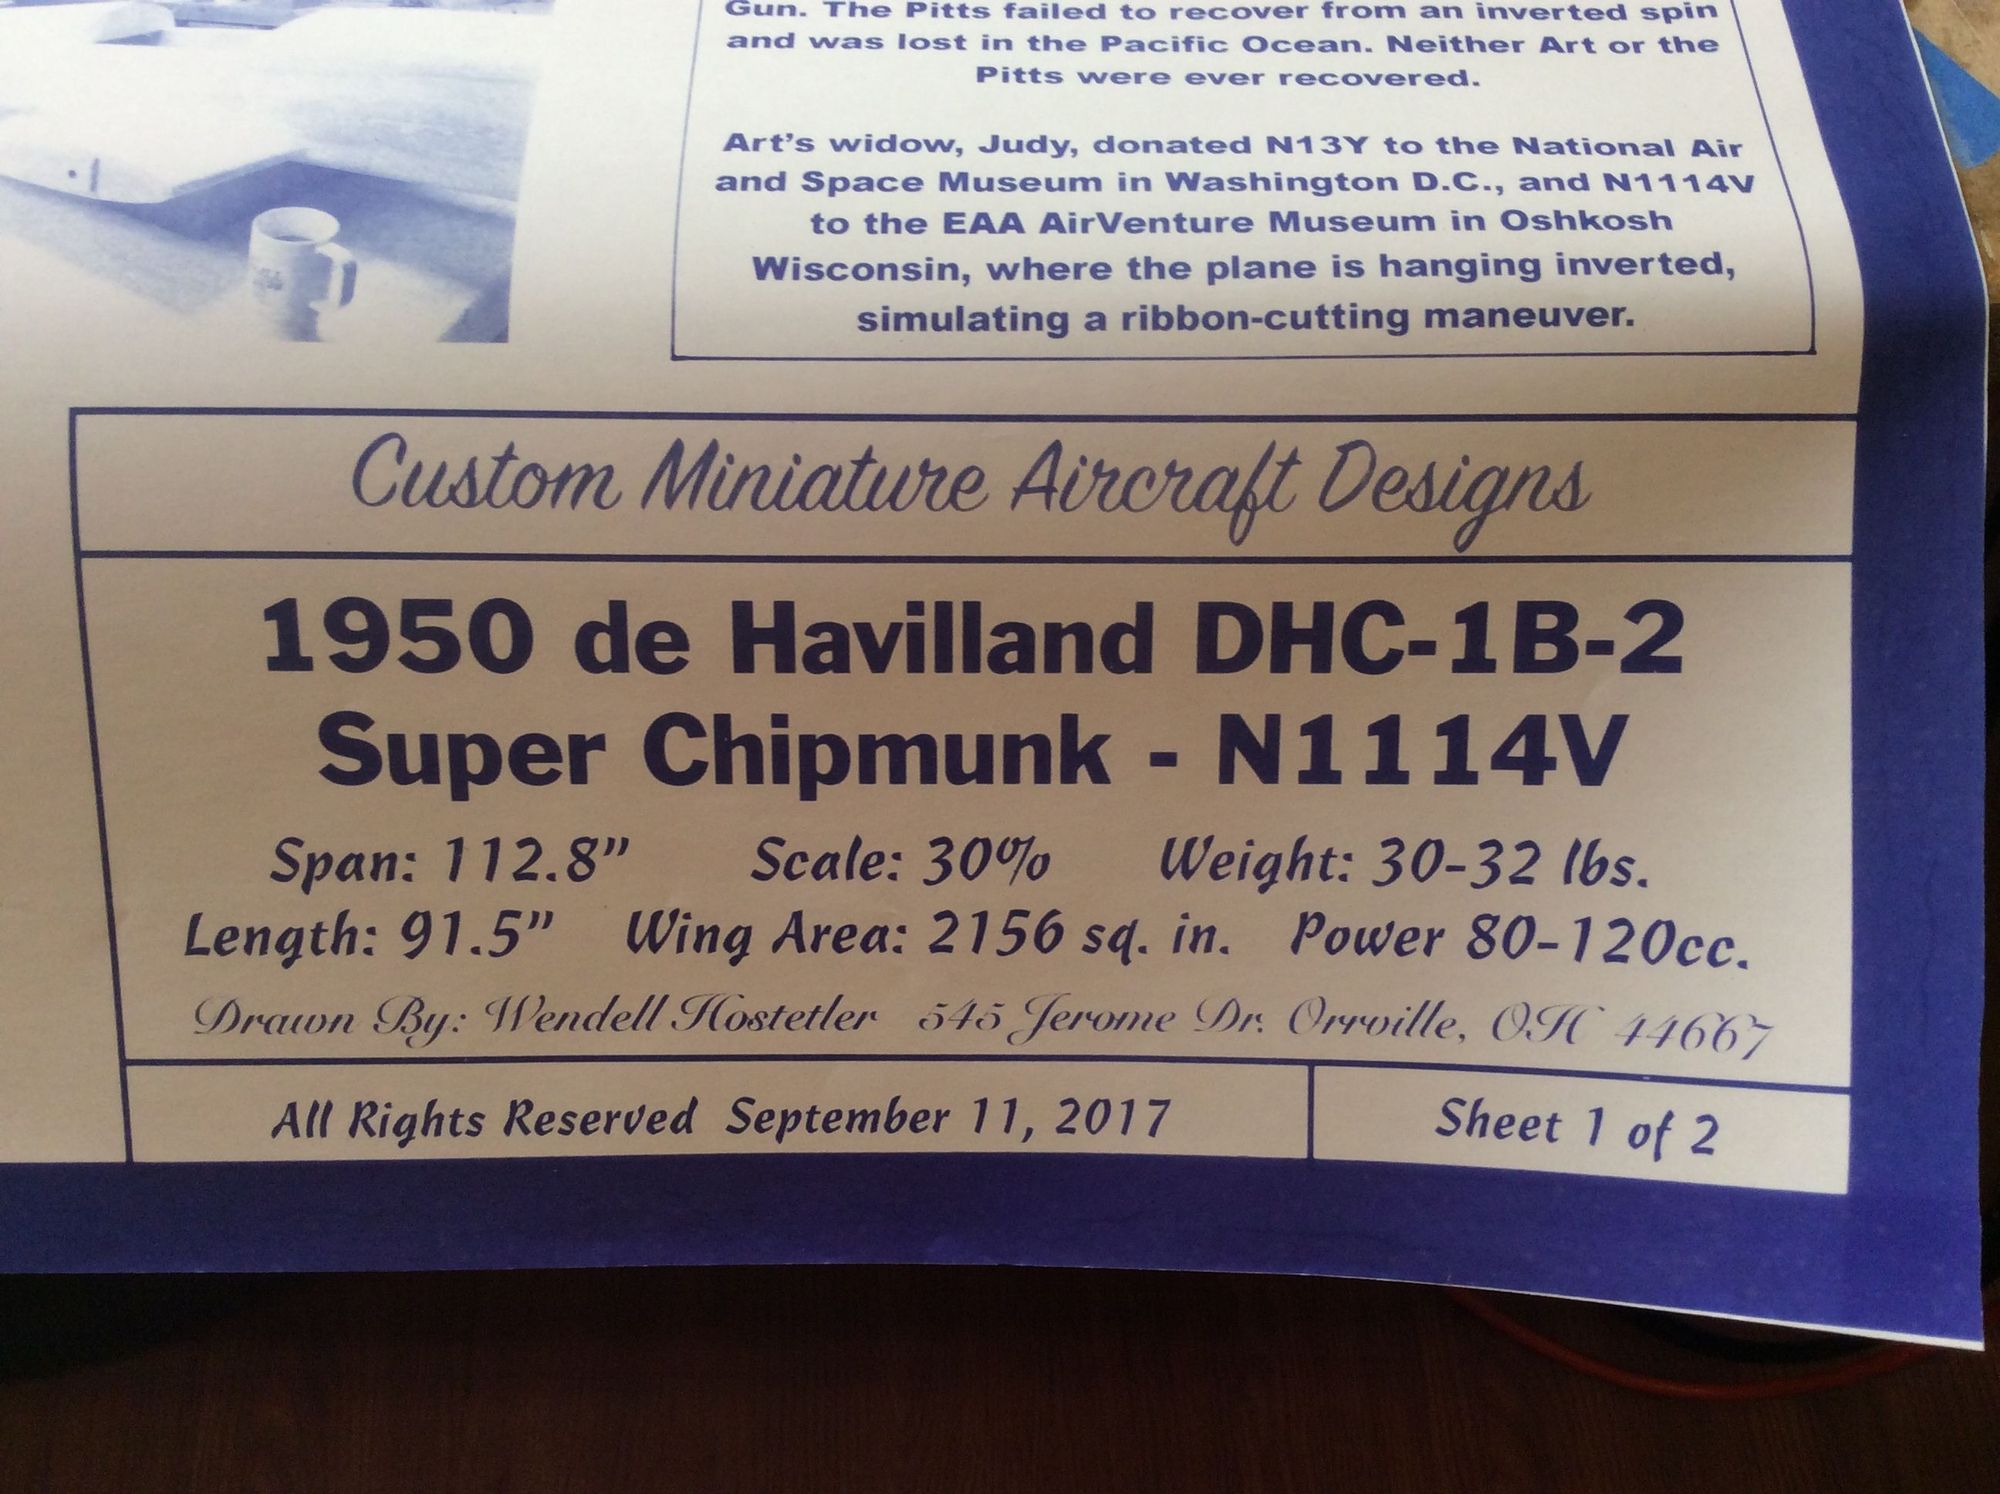 Gun. The Pitts failed to recover from an inverted spin
and was lost in the Pacific Ocean. Neither Art or the
Pitts were ever recovered.
Art's widow, Judy, donated N13Y to the National Air
and Space Museum in Washington D.C., and N1114V
to the EAA AirVenture Museum in Oshkosh
Wisconsin, where the plane is hanging inverted,
simulating a ribbon-cutting maneuver.
Custom Miniature Aircraft Designs
1950 de Havilland DHC-1B-2
Super Chipmunk - N1114V
Span: 112.8" Scale: 30% Weight: 30-32 lbs.
Length: 91.5" Wing Area: 2156 sq. in. Power 80-120cc.
Drawn By: Wendell Hostetler 545 Jerome Dr. Orrville, OH 44667
All Rights Reserved September 11, 2017
Sheet 1 of 2